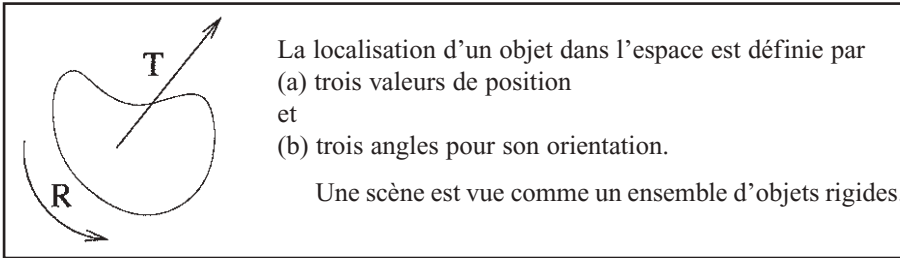 T
R
La localisation d’un objet dans l’espace est définie par
(a) trois valeurs de position
et
(b) trois angles pour son orientation.
Une scène est vue comme un ensemble d’objets rigides.